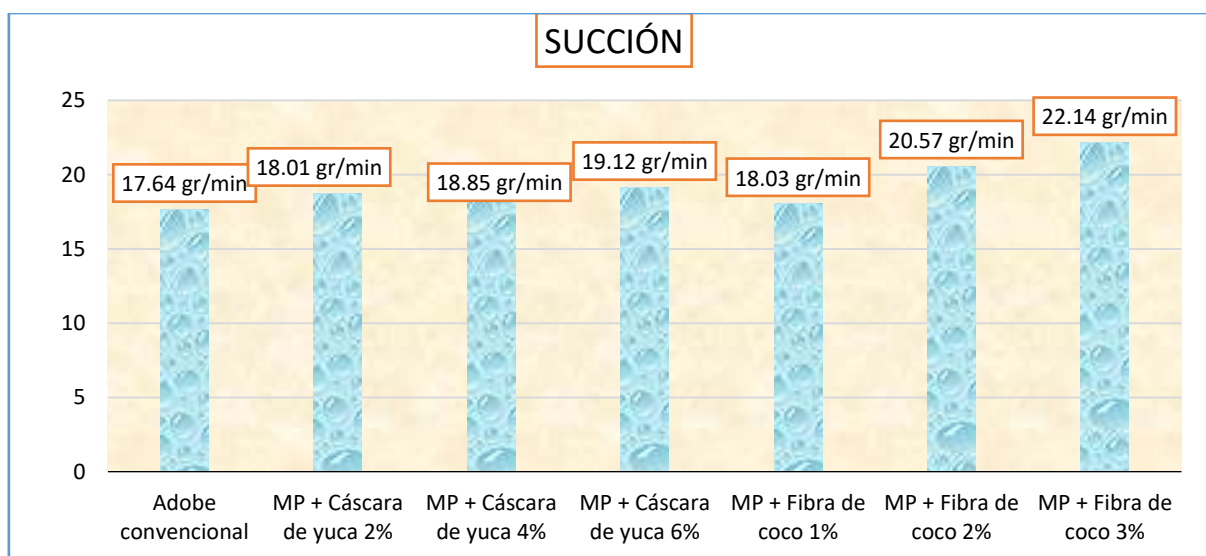 SUCCIÓN
25
20
15
10
5
0
17.64 gr/min
18.01 gr/min
18.85 gr/min
19.12 gr/min
18.03 gr/min
20.57 gr/min
22.14 gr/min
Adobe
convencional
MP + Cáscara
de yuca 2%
MP + Cáscara
de yuca 4%
MP + Cáscara
de yuca 6%
MP + Fibra de
coco 1%
MP + Fibra de
coco 2%
MP + Fibra de
coco 3%